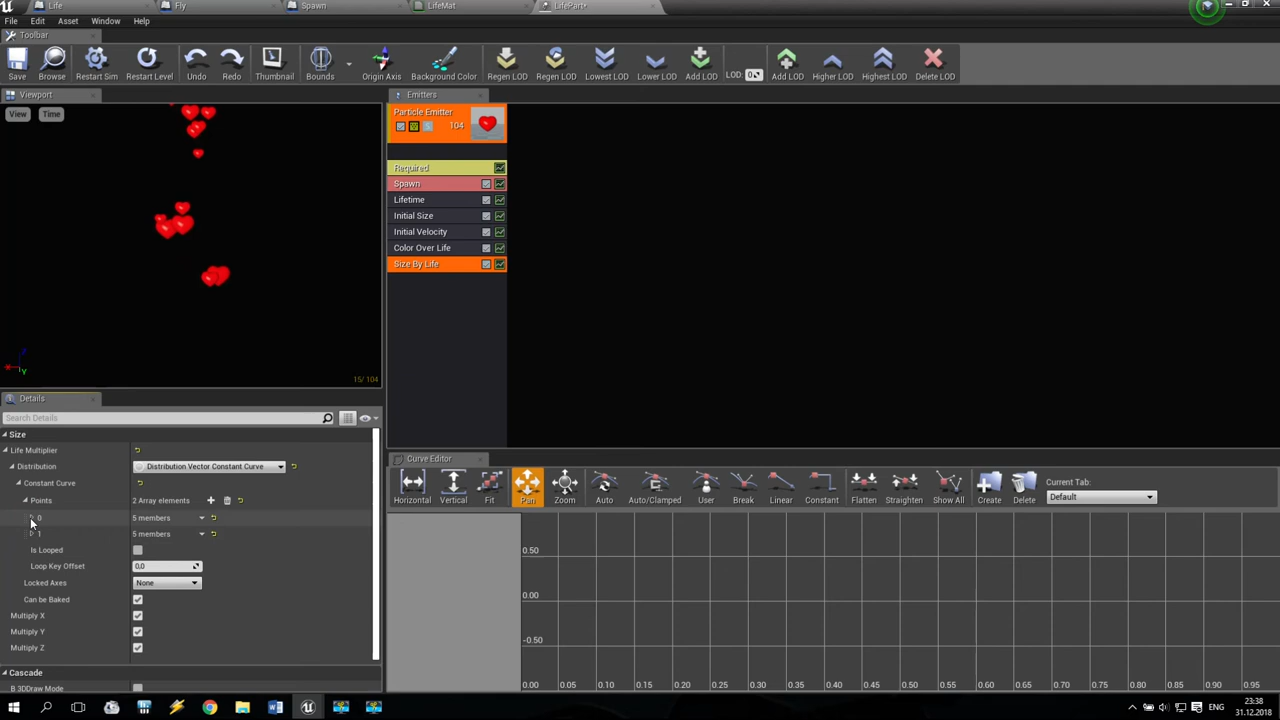 Life
Fly
Spawn
LifeMat
LifePart*
File Edit Asset Window Help
Toolbar
Save
Browse
Restart Sim
Restart Level
Undo
Redo
Thumbnail
Bounds
Origin Axis
Background Color
Regen LOD
Regen LOD
Lowest LOD
Lower LOD
Add LOD
LOD: 0
Add LOD
Higher LOD
Highest LOD
Delete LOD
Viewport
View Time
15/ 104
Emitters
Particle Emitter
104
Required
Spawn
Lifetime
Initial Size
Initial Velocity
Color Over Life
Size By Life
Details
Search Details
Size
Life Multiplier
Distribution Distribution Vector Constant Curve
Constant Curve
Points 2 Array elements
0 5 members
1 5 members
Is Looped
Loop Key Offset 0,0
Locked Axes None
Can be Baked
Multiply X
Multiply Y
Multiply Z
Cascade
B 3DDraw Mode
Curve Editor
Horizontal
Vertical
Fit
Pan
Zoom
Auto
Auto/Clamped
User
Break
Linear
Constant
Flatten
Straighten
Show All
Create
Delete
Current Tab:
Default
0.50
0.00
-0.50
0.00 0.05 0.10 0.15 0.20 0.25 0.30 0.35 0.40 0.45 0.50 0.55 0.60 0.65 0.70 0.75 0.80 0.85 0.90 0.95
ENG
23:38
31.12.2018